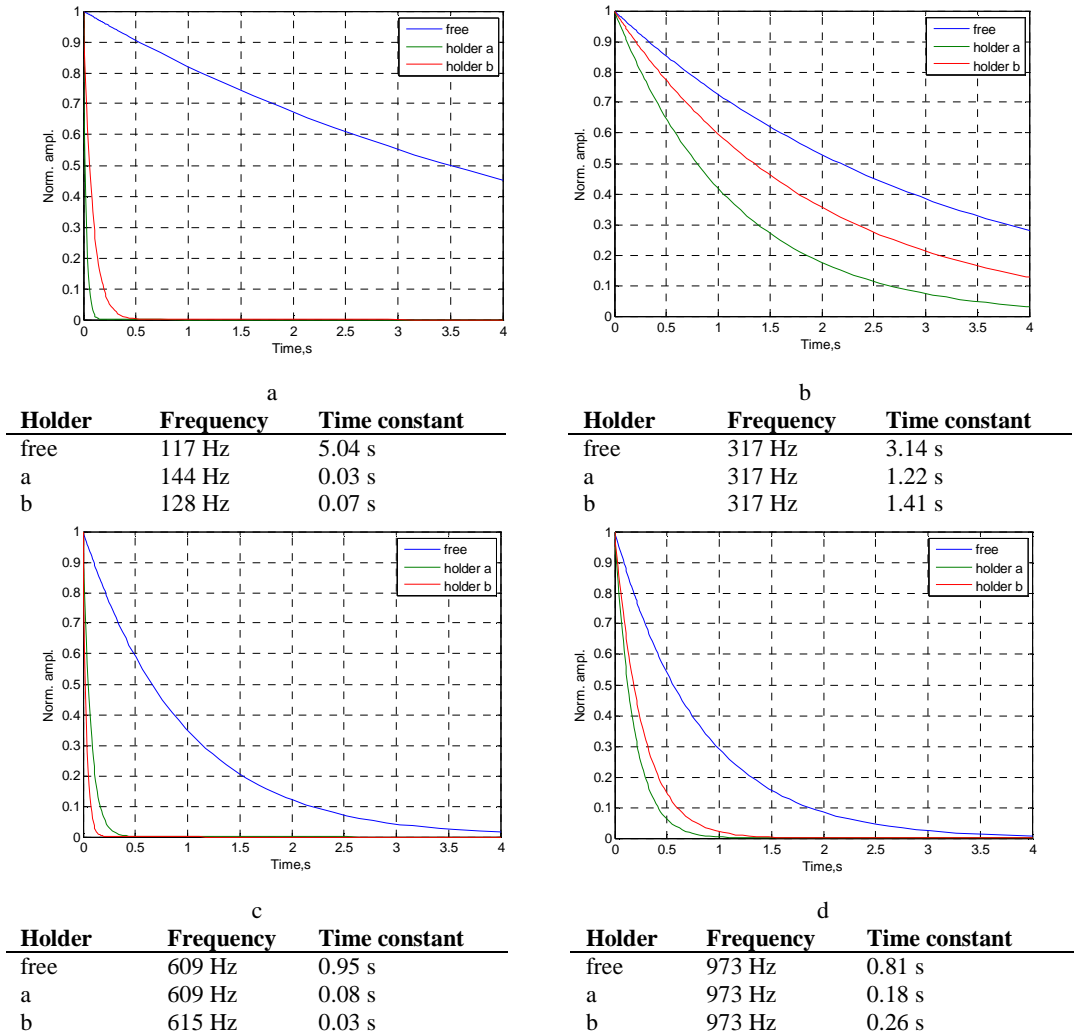 1
0.9
0.8
0.7
0.6
0.5
0.4
0.3
0.2
0.1
0
Norm. ampl.
0 0.5 1 1.5 2 2.5 3 3.5 4
Time,s
free
holder a
holder b
a
Holder Frequency Time constant
free 117 Hz 5.04 s
a 144 Hz 0.03 s
b 128 Hz 0.07 s
1
0.9
0.8
0.7
0.6
0.5
0.4
0.3
0.2
0.1
0
Norm. ampl.
0 0.5 1 1.5 2 2.5 3 3.5 4
Time,s
free
holder a
holder b
b
Holder Frequency Time constant
free 317 Hz 3.14 s
a 317 Hz 1.22 s
b 317 Hz 1.41 s
1
0.9
0.8
0.7
0.6
0.5
0.4
0.3
0.2
0.1
0
Norm. ampl.
0 0.5 1 1.5 2 2.5 3 3.5 4
Time,s
free
holder a
holder b
c
Holder Frequency Time constant
free 609 Hz 0.95 s
a 609 Hz 0.08 s
b 615 Hz 0.03 s
1
0.9
0.8
0.7
0.6
0.5
0.4
0.3
0.2
0.1
0
Norm. ampl.
0 0.5 1 1.5 2 2.5 3 3.5 4
Time,s
free
holder a
holder b
d
Holder Frequency Time constant
free 973 Hz 0.81 s
a 973 Hz 0.18 s
b 973 Hz 0.26 s